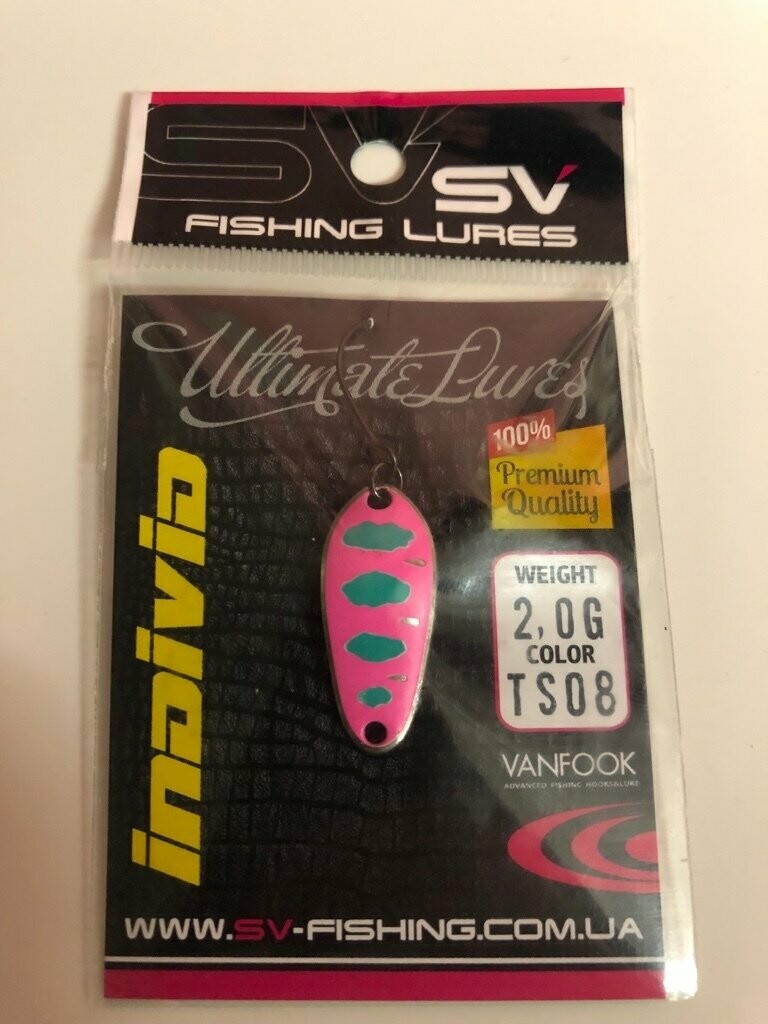 SV
SV
FISHING LURES
Ultimate Lures
100%
Premium
Quality
INDIVID
WEIGHT
2,0G
COLOR
TS08
VANFOOK
ADVANCED FISHING HOOKS&LURE
WWW.SV-FISHING.COM.UA